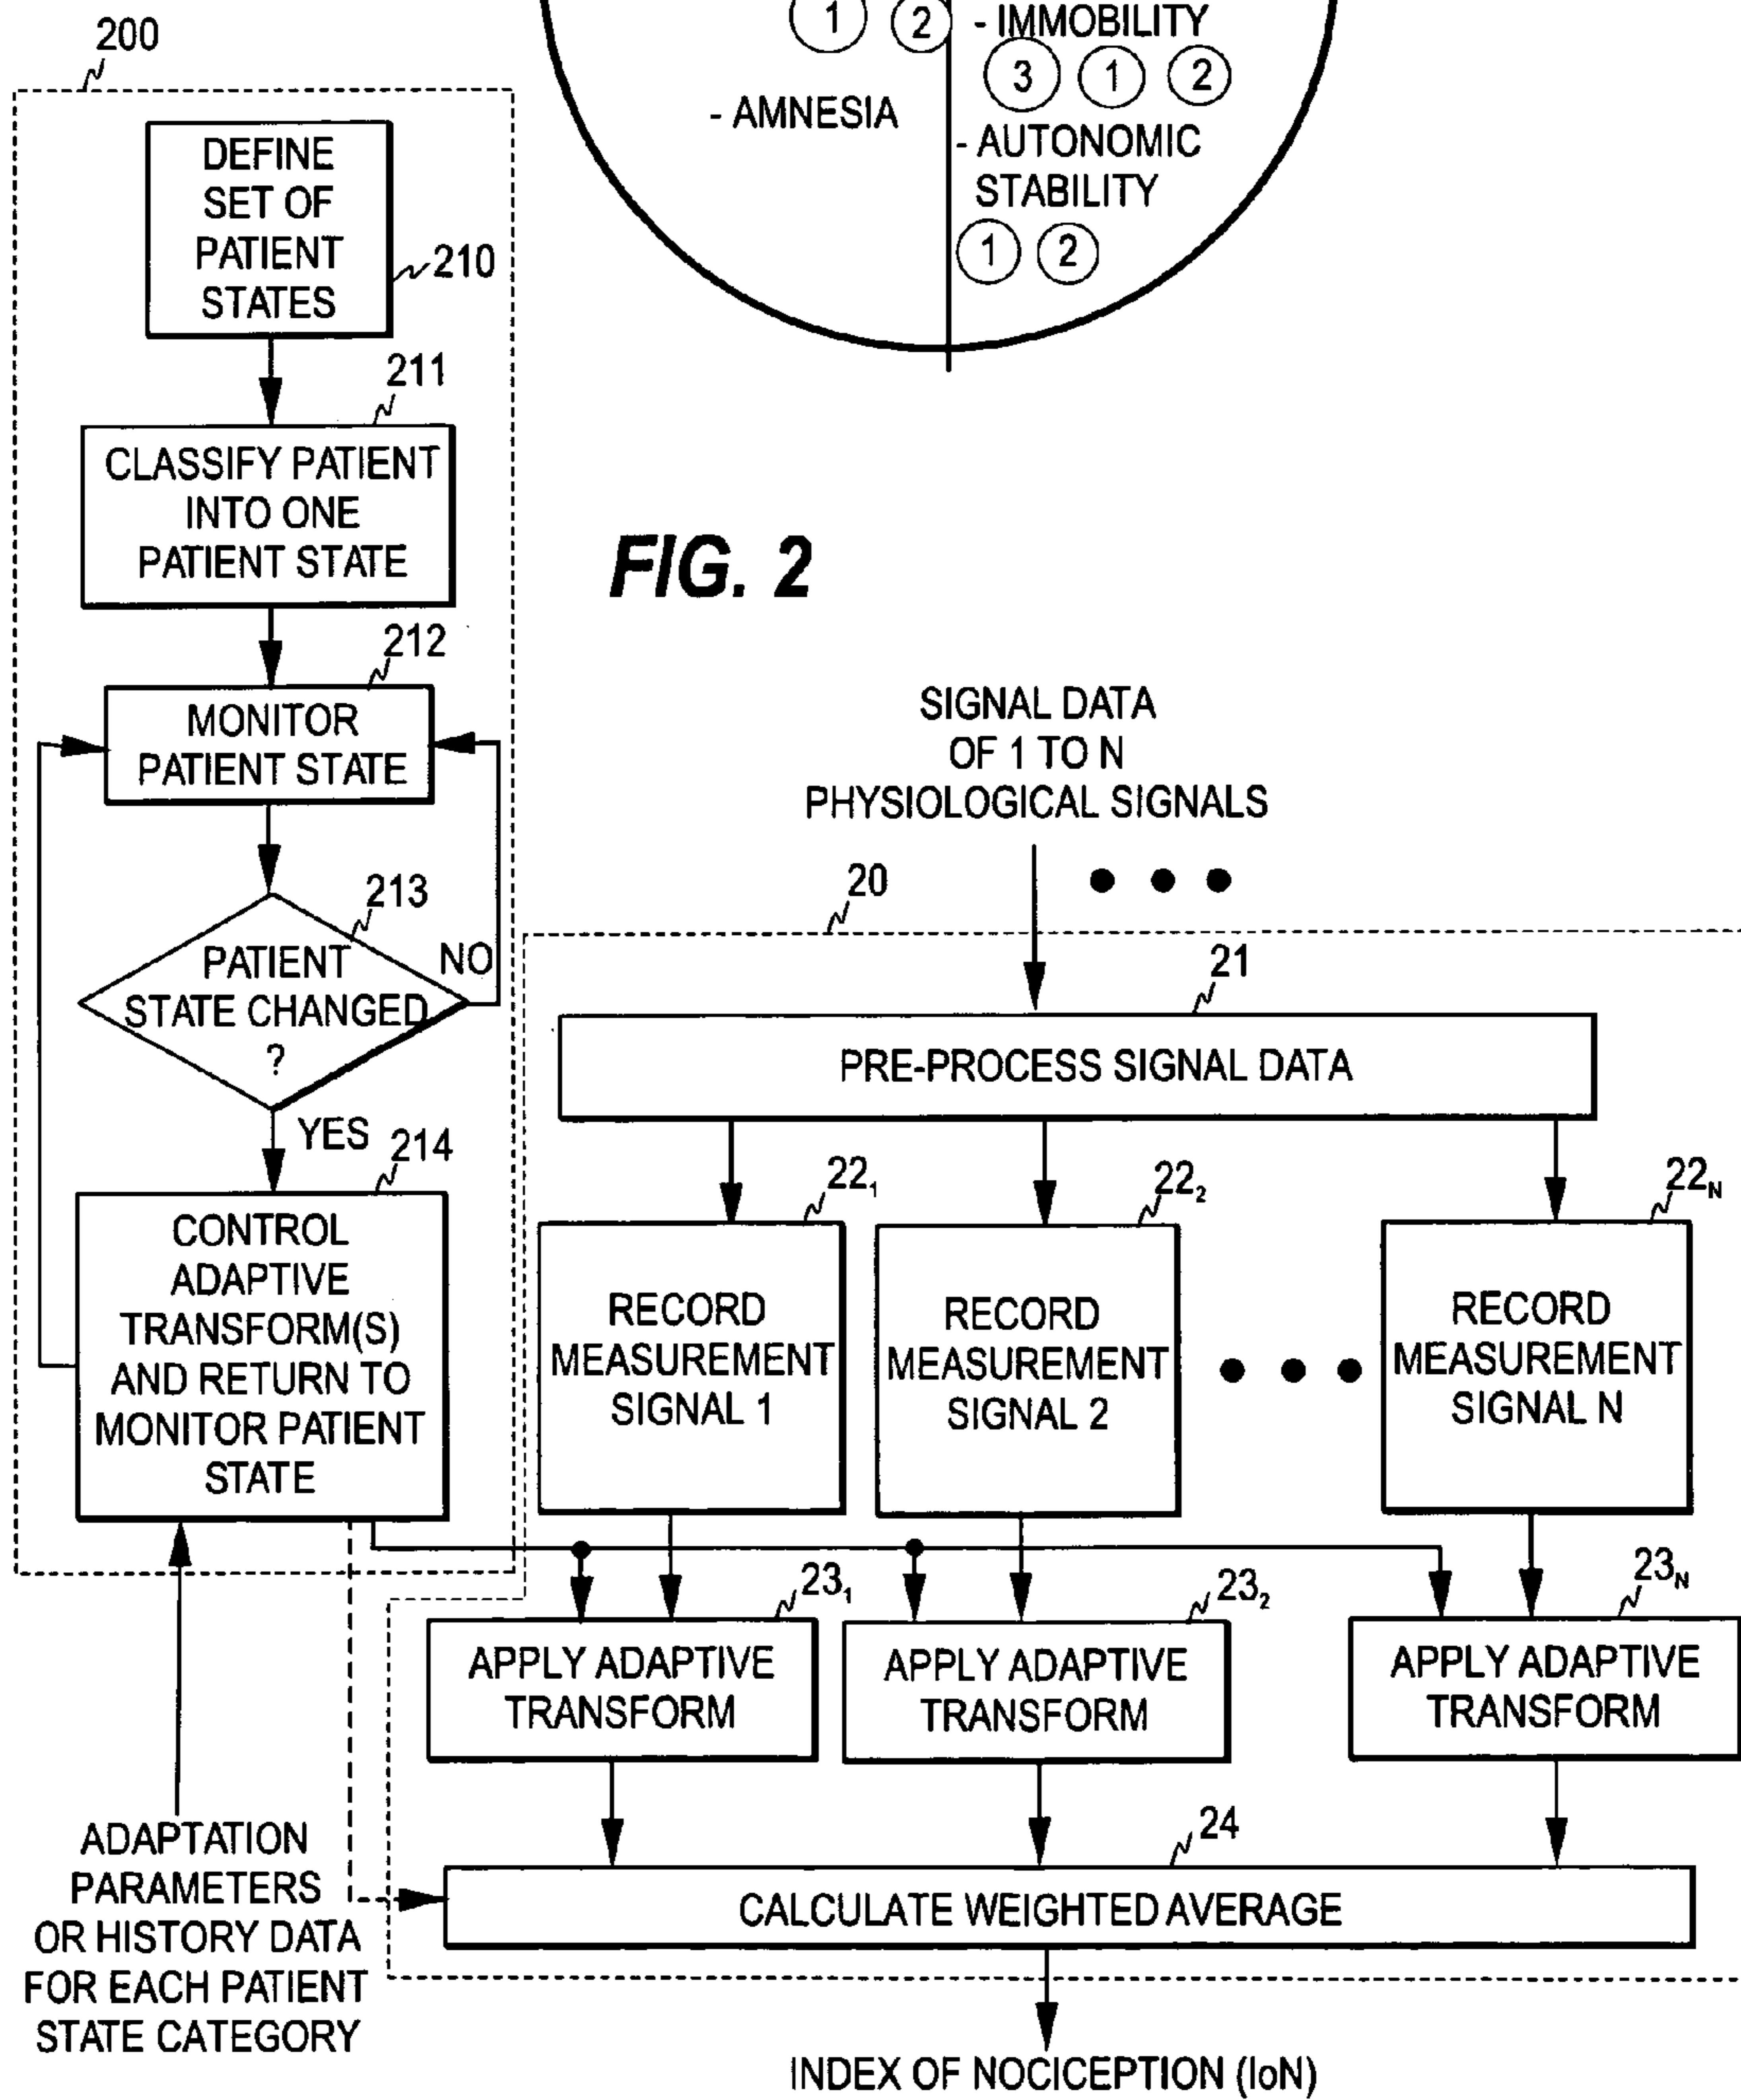 1 2
- IMMOBILITY
3 1 2
- AMNESIA
- AUTONOMIC
STABILITY
1 2
200
DEFINE
SET OF
PATIENT
STATES
210
211
CLASSIFY PATIENT
INTO ONE
PATIENT STATE
212
MONITOR
PATIENT STATE
213
PATIENT
STATE CHANGED
?
NO
YES
214
CONTROL
ADAPTIVE
TRANSFORM(S)
AND RETURN TO
MONITOR PATIENT
STATE
ADAPTATION
PARAMETERS
OR HISTORY DATA
FOR EACH PATIENT
STATE CATEGORY
FIG. 2
SIGNAL DATA
OF 1 TO N
PHYSIOLOGICAL SIGNALS
20
21
PRE-PROCESS SIGNAL DATA
22₁
RECORD
MEASUREMENT
SIGNAL 1
22₂
RECORD
MEASUREMENT
SIGNAL 2
22N
RECORD
MEASUREMENT
SIGNAL N
23₁
APPLY ADAPTIVE
TRANSFORM
23₂
APPLY ADAPTIVE
TRANSFORM
23N
APPLY ADAPTIVE
TRANSFORM
24
CALCULATE WEIGHTED AVERAGE
INDEX OF NOCICEPTION (IoN)